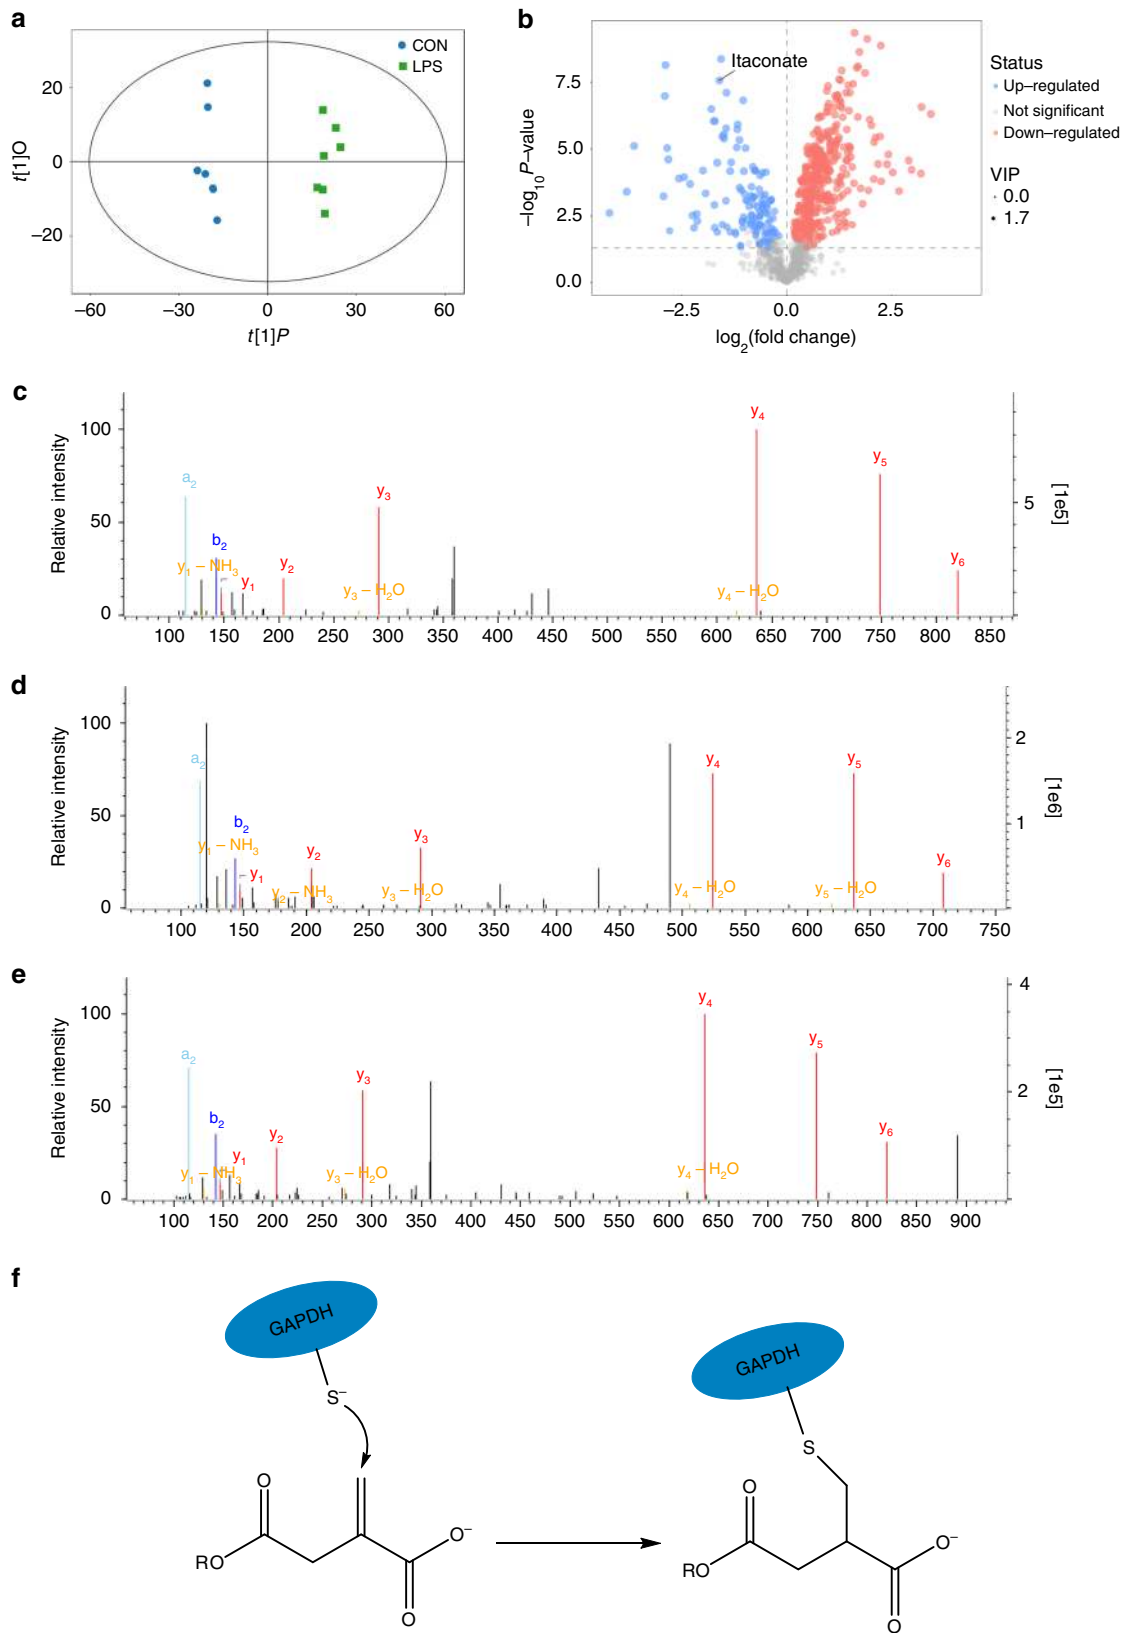 a
CON
LPS
20
0
−20
t[1]O
−60 −30 0 30 60
t[1]P
b
Itaconate
7.5
5.0
2.5
0.0
−log10 P−value
−2.5 0.0 2.5
log2(fold change)
Status
Up−regulated
Not significant
Down−regulated
VIP
0.0
1.7
c
Relative intensity
100
50
0
a2
b2
y1 − NH3
y1
y2
y3
y3 − H2O
y4
y4 − H2O
y5
y6
5
[1e5]
100 150 200 250 300 350 400 450 500 550 600 650 700 750 800 850
d
Relative intensity
100
50
0
a2
b2
y1 − NH3
y1
y2
y2 − NH3
y3
y3 − H2O
y4
y4 − H2O
y5
y5 − H2O
y6
2
1
[1e6]
100 150 200 250 300 350 400 450 500 550 600 650 700 750
e
Relative intensity
100
50
0
a2
b2
y1 − NH3
y1
y2
y3
y3 − H2O
y4
y4 − H2O
y5
y6
4
2
[1e5]
100 150 200 250 300 350 400 450 500 550 600 650 700 750 800 850 900
f
GAPDH
S−
O
RO
O−
O
GAPDH
S
O
RO
O−
O